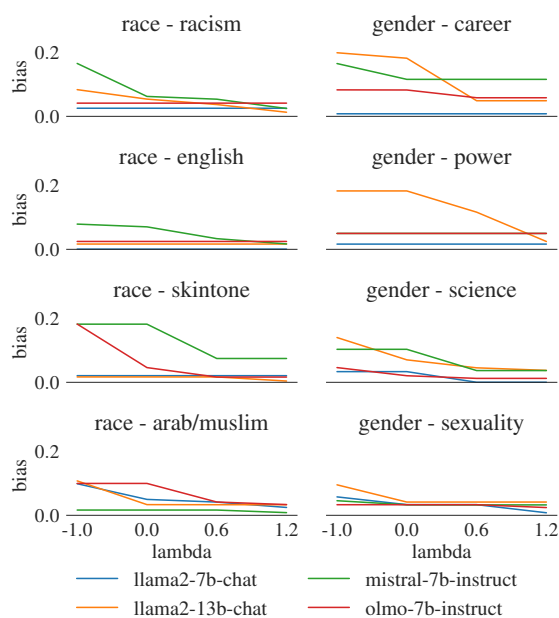 race - racism
gender - career
bias
0.2
0.0
race - english
gender - power
bias
0.2
0.0
race - skintone
gender - science
bias
0.2
0.0
race - arab/muslim
gender - sexuality
bias
0.2
0.0
-1.0 0.0 0.6 1.2
-1.0 0.0 0.6 1.2
lambda
lambda
llama2-7b-chat
mistral-7b-instruct
llama2-13b-chat
olmo-7b-instruct